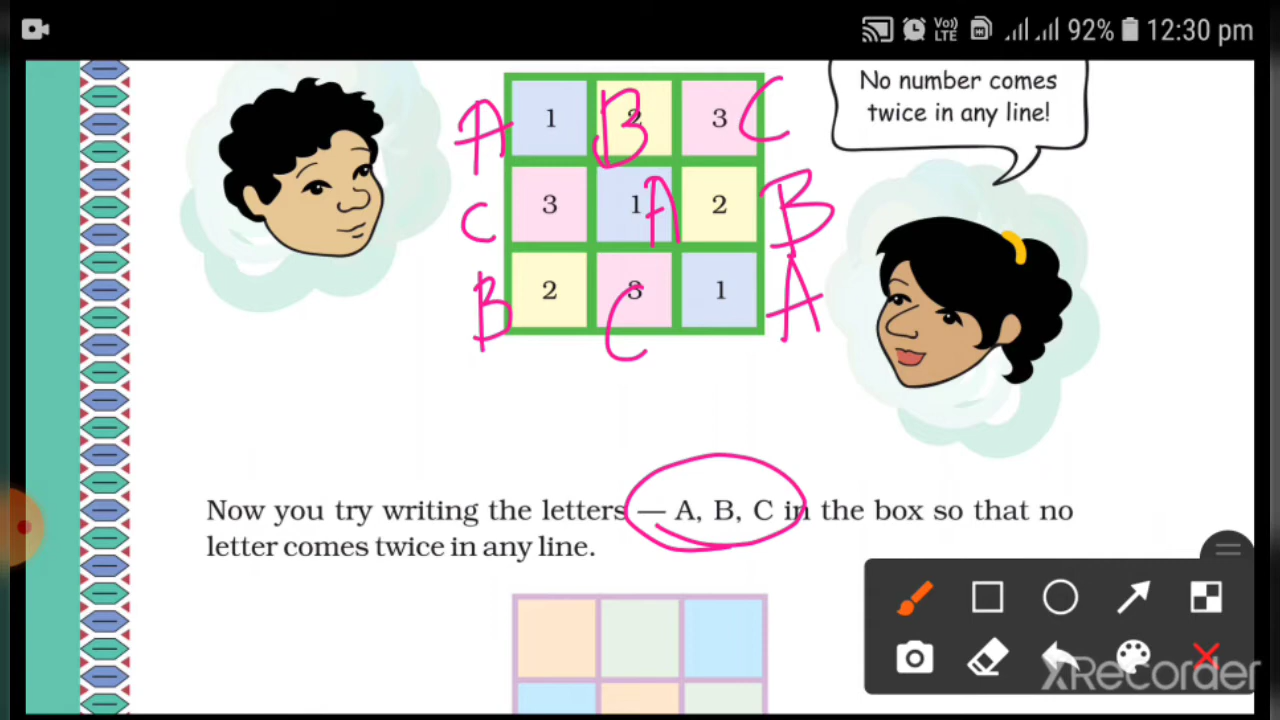 Vo)) LTE 92% 12:30 pm
No number comes
twice in any line!
A 1 B 2 3 C
C 3 1 A 2 B
B 2 3 C 1 A
Now you try writing the letters — A, B, C in the box so that no
letter comes twice in any line.
XRecorder